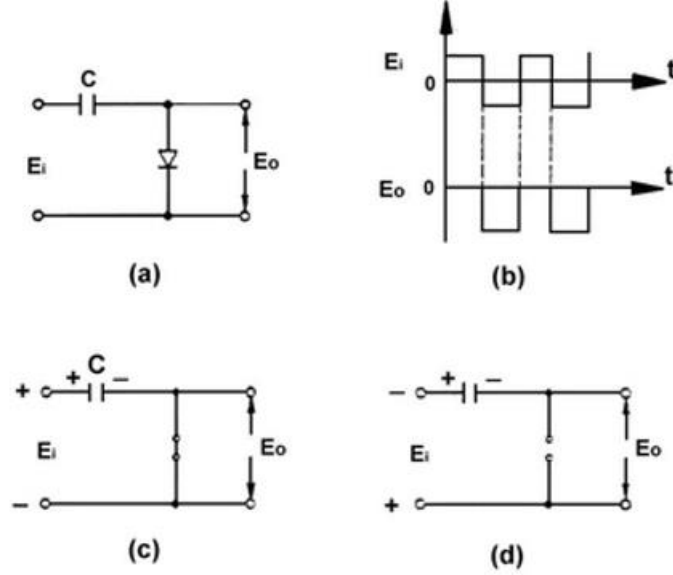 C
Ei
Eo
(a)
Ei
0
t
Eo 0
t
(b)
C
+ + –
Ei
Eo
–
(c)
– + –
Ei
Eo
+
(d)